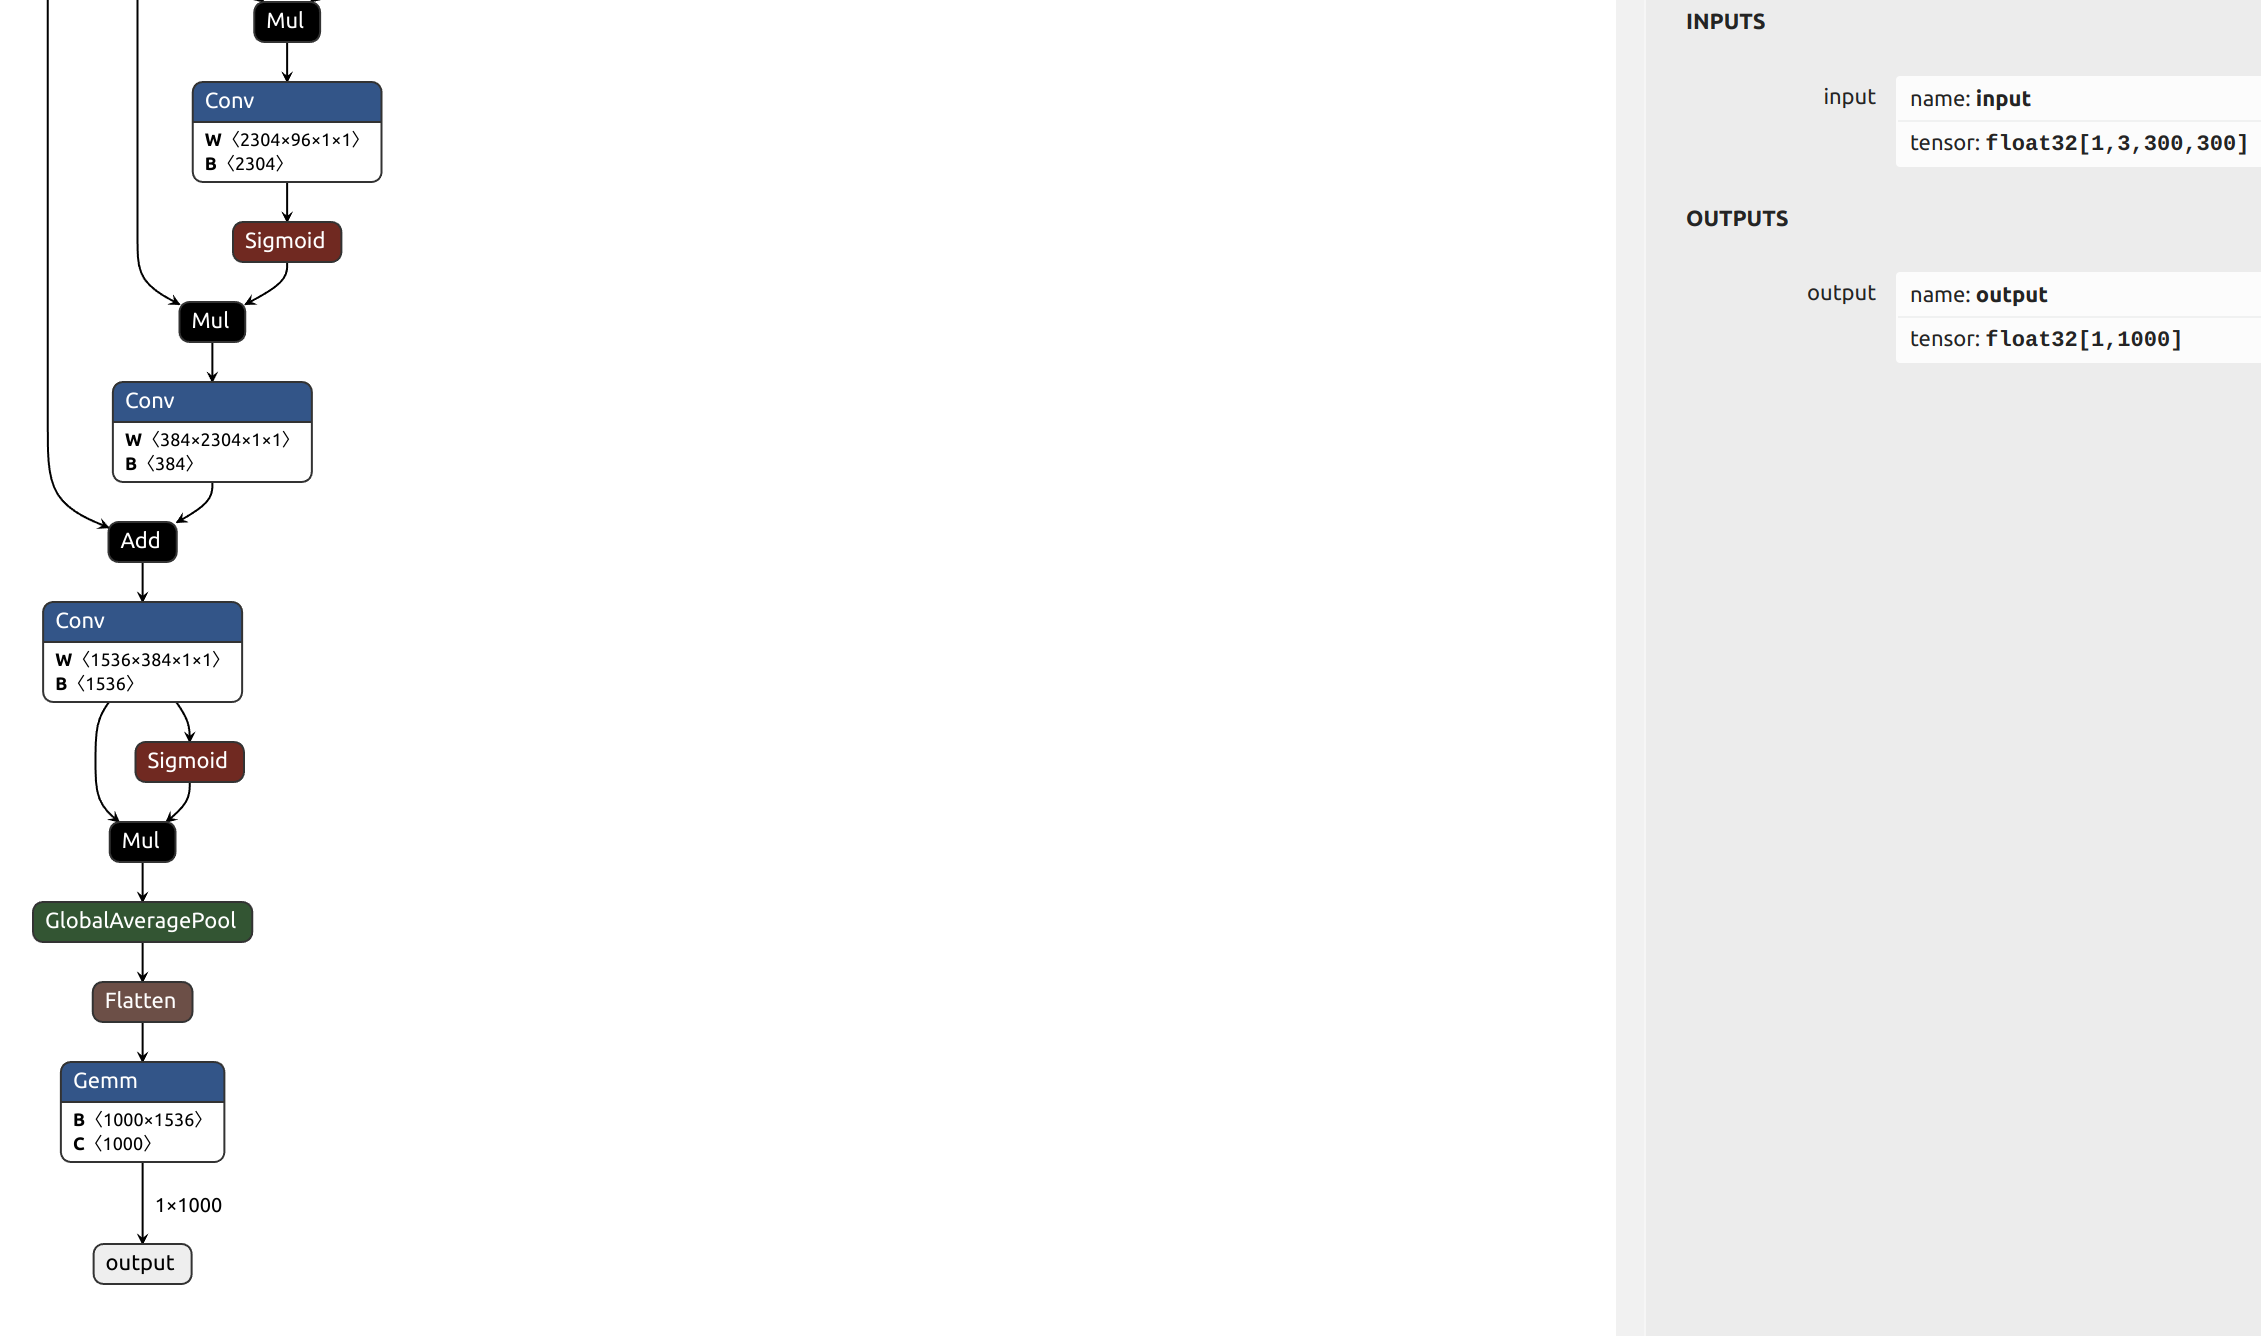 Mul
Conv
W 〈2304×96×1×1〉
B 〈2304〉
Sigmoid
Mul
Conv
W 〈384×2304×1×1〉
B 〈384〉
Add
Conv
W 〈1536×384×1×1〉
B 〈1536〉
Sigmoid
Mul
GlobalAveragePool
Flatten
Gemm
B 〈1000×1536〉
C 〈1000〉
1×1000
output
INPUTS
input
name: input
tensor: float32[1,3,300,300]
OUTPUTS
output
name: output
tensor: float32[1,1000]